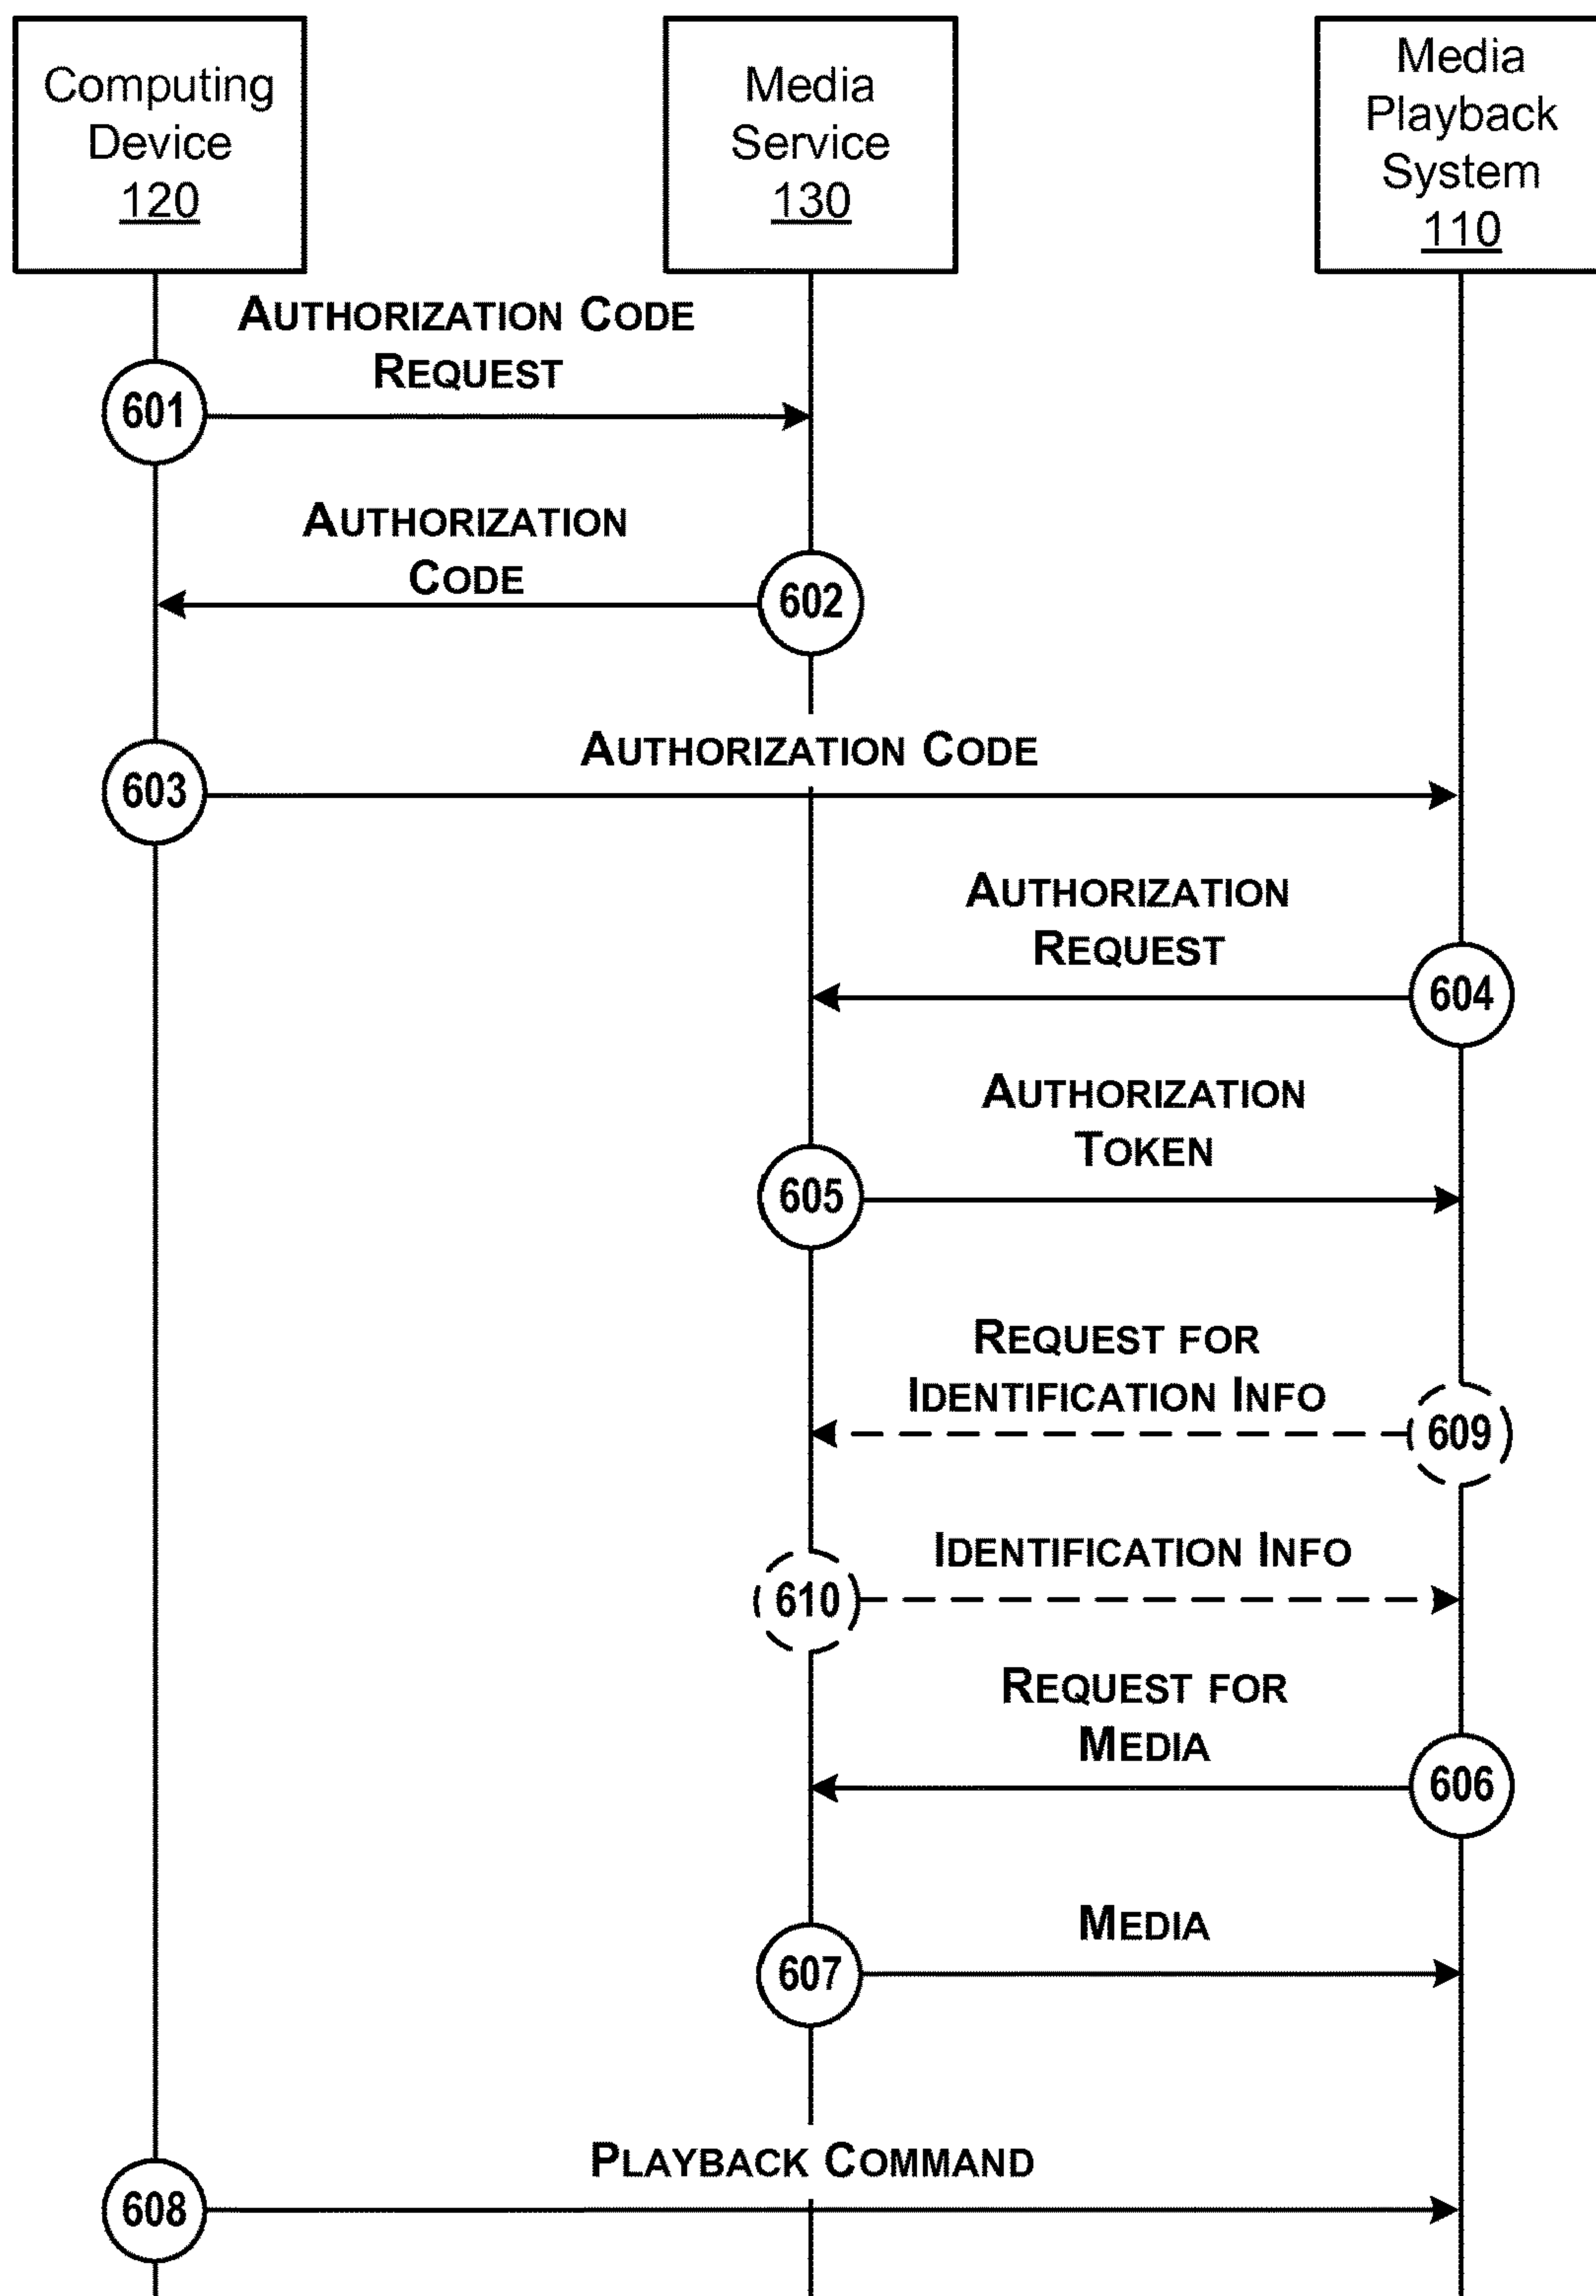 Computing
Device
120
Media
Service
130
Media
Playback
System
110
AUTHORIZATION CODE
REQUEST
601
AUTHORIZATION
CODE
602
AUTHORIZATION CODE
603
AUTHORIZATION
REQUEST
604
AUTHORIZATION
TOKEN
605
REQUEST FOR
IDENTIFICATION INFO
609
IDENTIFICATION INFO
610
REQUEST FOR
MEDIA
606
MEDIA
607
PLAYBACK COMMAND
608